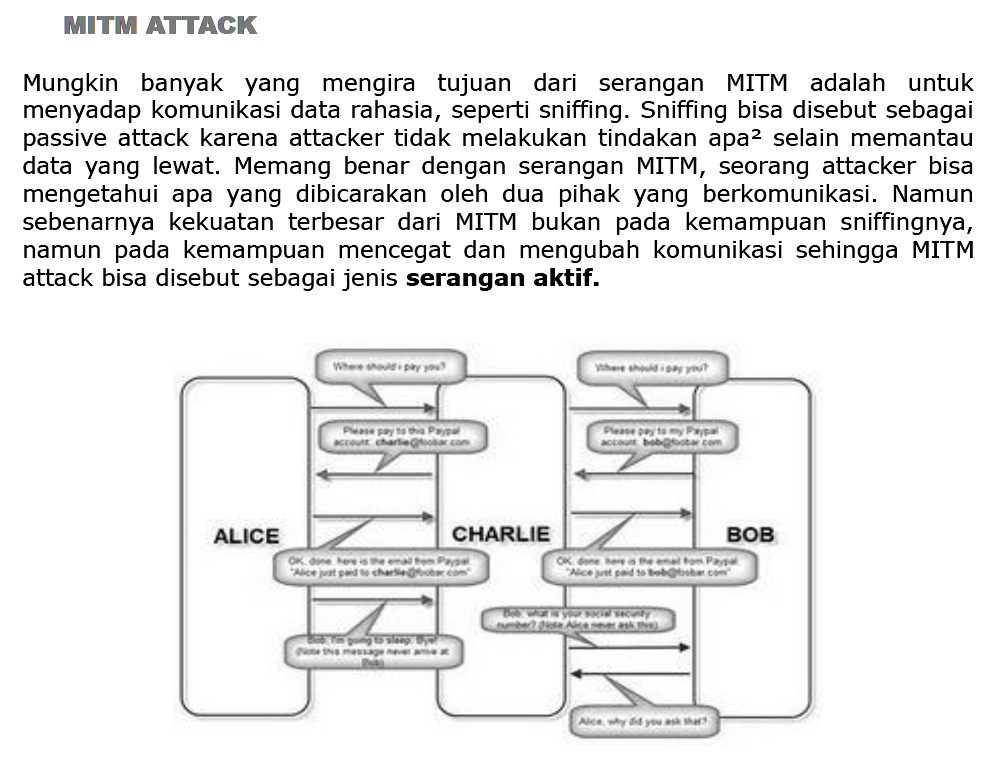 MITM ATTACK
Mungkin banyak yang mengira tujuan dari serangan MITM adalah untuk
menyadap komunikasi data rahasia, seperti sniffing. Sniffing bisa disebut sebagai
passive attack karena attacker tidak melakukan tindakan apa² selain memantau
data yang lewat. Memang benar dengan serangan MITM, seorang attacker bisa
mengetahui apa yang dibicarakan oleh dua pihak yang berkomunikasi. Namun
sebenarnya kekuatan terbesar dari MITM bukan pada kemampuan sniffingnya,
namun pada kemampuan mencegat dan mengubah komunikasi sehingga MITM
attack bisa disebut sebagai jenis serangan aktif.
Where should i pay you?
Where should i pay you?
Please pay to this Paypal
account: charlie@foobar.com
Please pay to my Paypal
account: bob@foobar.com
ALICE
CHARLIE
BOB
OK, done, here is the email from Paypal:
"Alice just paid to charlie@foobar.com"
OK, done, here is the email from Paypal:
"Alice just paid to bob@foobar.com"
Bob, what is your social security
number? (Note Alice never ask this)
Bob, I'm going to sleep, Bye!
(Note this message never arrive at
Bob)
Alice, why did you ask that?